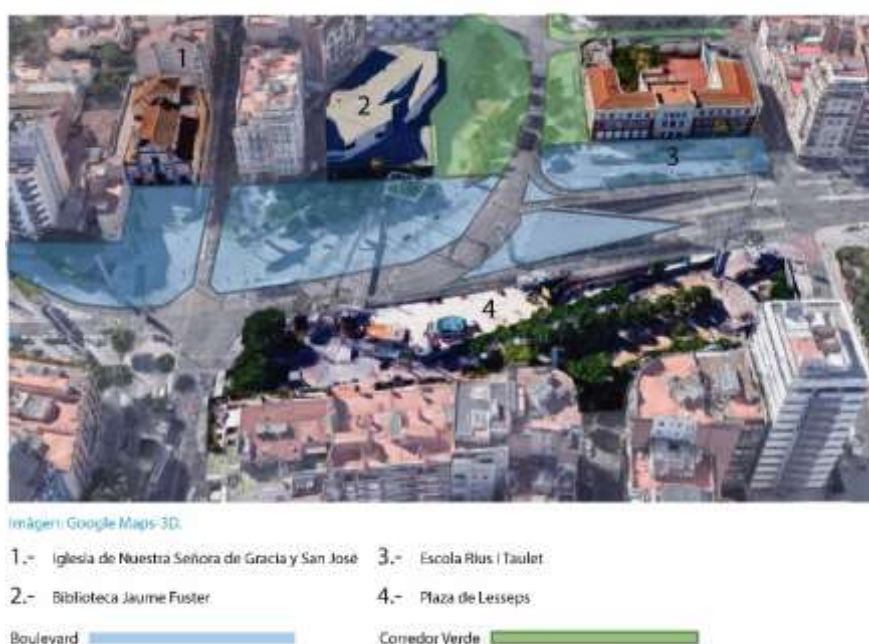 1
2
3
4
Imágen: Google Maps-3D.
1.- Iglesia de Nuestra Señora de Gracia y San José
3.- Escola Rius i Taulet
2.- Biblioteca Jaume Fuster
4.- Plaza de Lesseps
Boulevard
Corredor Verde